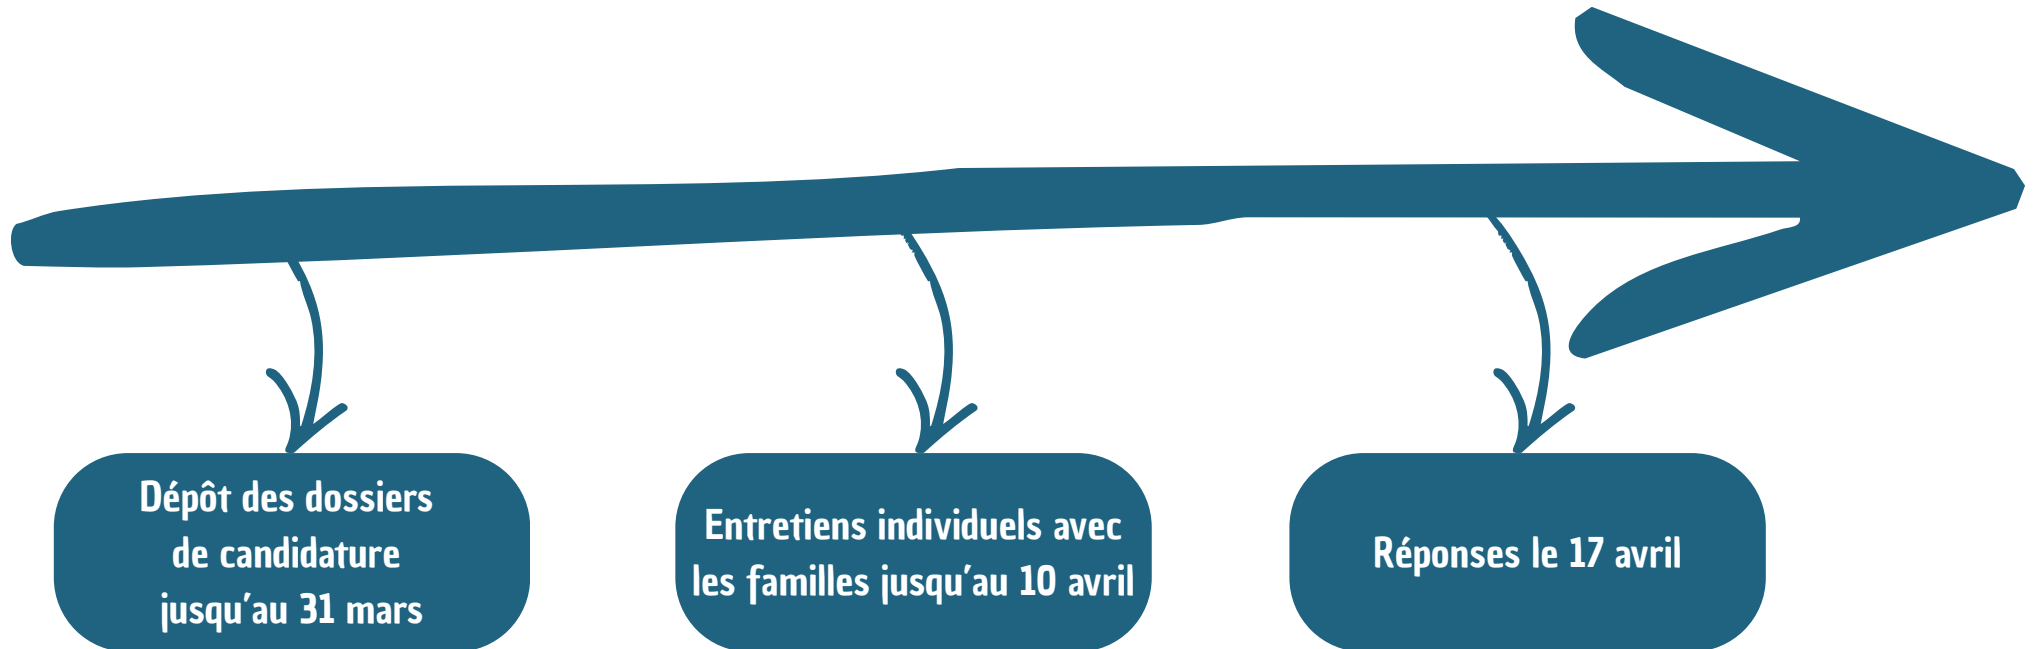 Dépôt des dossiers
de candidature
jusqu'au 31 mars
Entretiens individuels avec
les familles jusqu'au 10 avril
Réponses le 17 avril